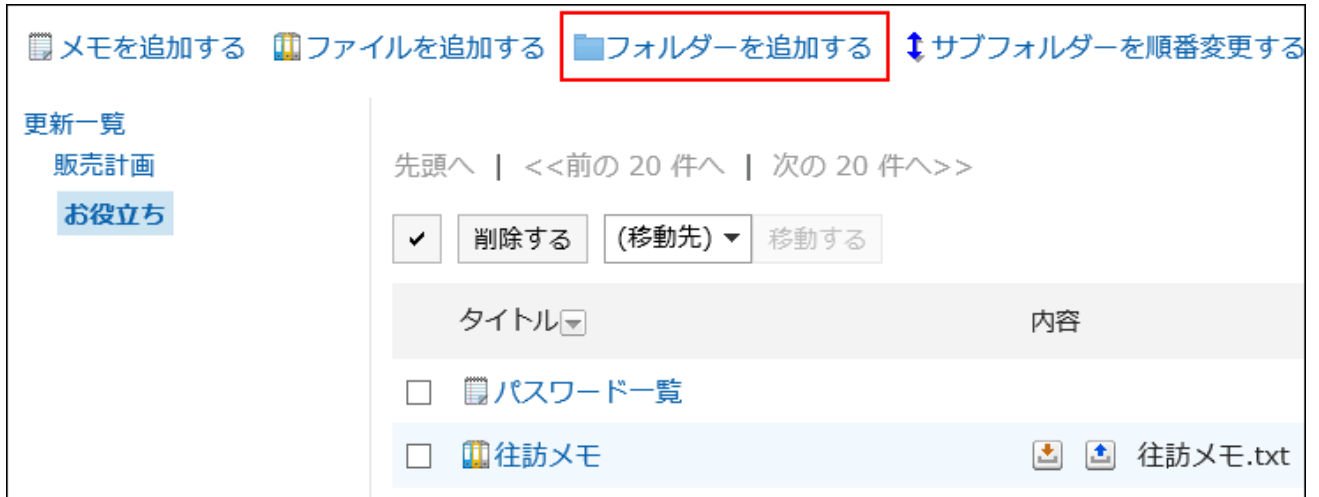 メモを追加する ファイルを追加する フォルダーを追加する サブフォルダーを順番変更する
更新一覧
販売計画
お役立ち
先頭へ | <<前の 20 件へ | 次の 20 件へ>>
削除する (移動先) 移動する
タイトル 内容
パスワード一覧
往訪メモ 往訪メモ.txt